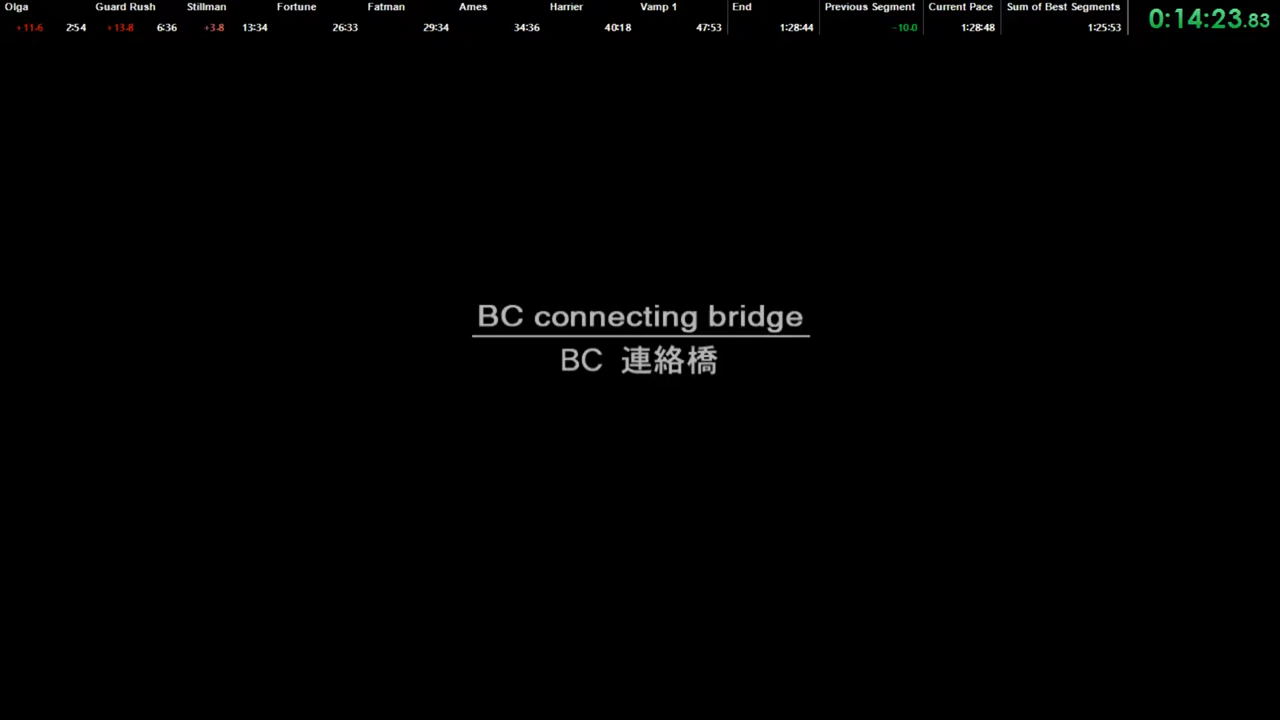 Olga Guard Rush Stillman Fortune Fatman Ames Harrier Vamp 1 End Previous Segment Current Pace Sum of Best Segments 0:14:23.83
+11.6 2:54 +13.8 6:36 +3.8 13:34 26:33 29:34 34:36 40:18 47:53 1:28:44 -10.0 1:28:48 1:25:53
BC connecting bridge
BC 連絡橋